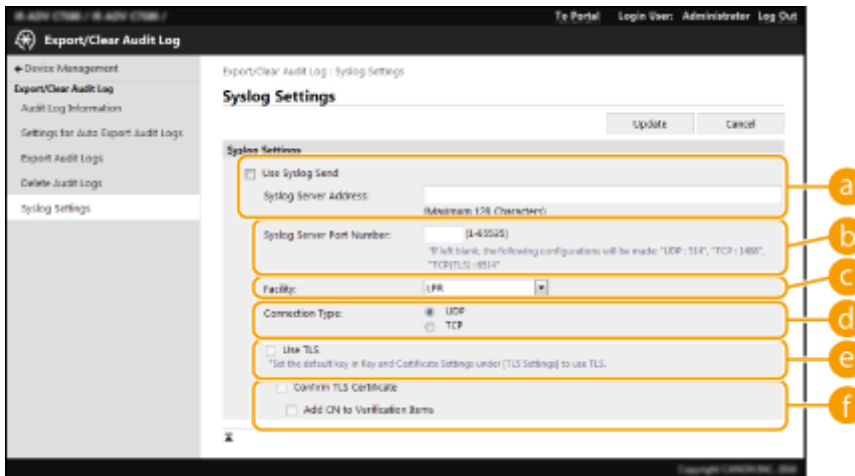 To Portal Login User: Administrator Log Out
Export/Clear Audit Log
Device Management
Export/Clear Audit Log
Audit Log Information
Settings for Auto Export Audit Logs
Export Audit Logs
Delete Audit Logs
Syslog Settings
Export/Clear Audit Log : Syslog Settings
Syslog Settings
Update Cancel
Syslog Settings
Use Syslog Send
Syslog Server Address:
(Maximum 128 Characters)
a
Syslog Server Port Number: (1-65535)
"If left blank, the following configurations will be made: "UDP : 514", "TCP : 1468",
"TCP(TLS) : 6514"
b
Facility: LPR
c
Connection Type: UDP
TCP
d
Use TLS
*Set the default key in Key and Certificate Settings under [TLS Settings] to use TLS.
e
Confirm TLS Certificate
Add CN to Verification Items
f
Copyright CANON INC.